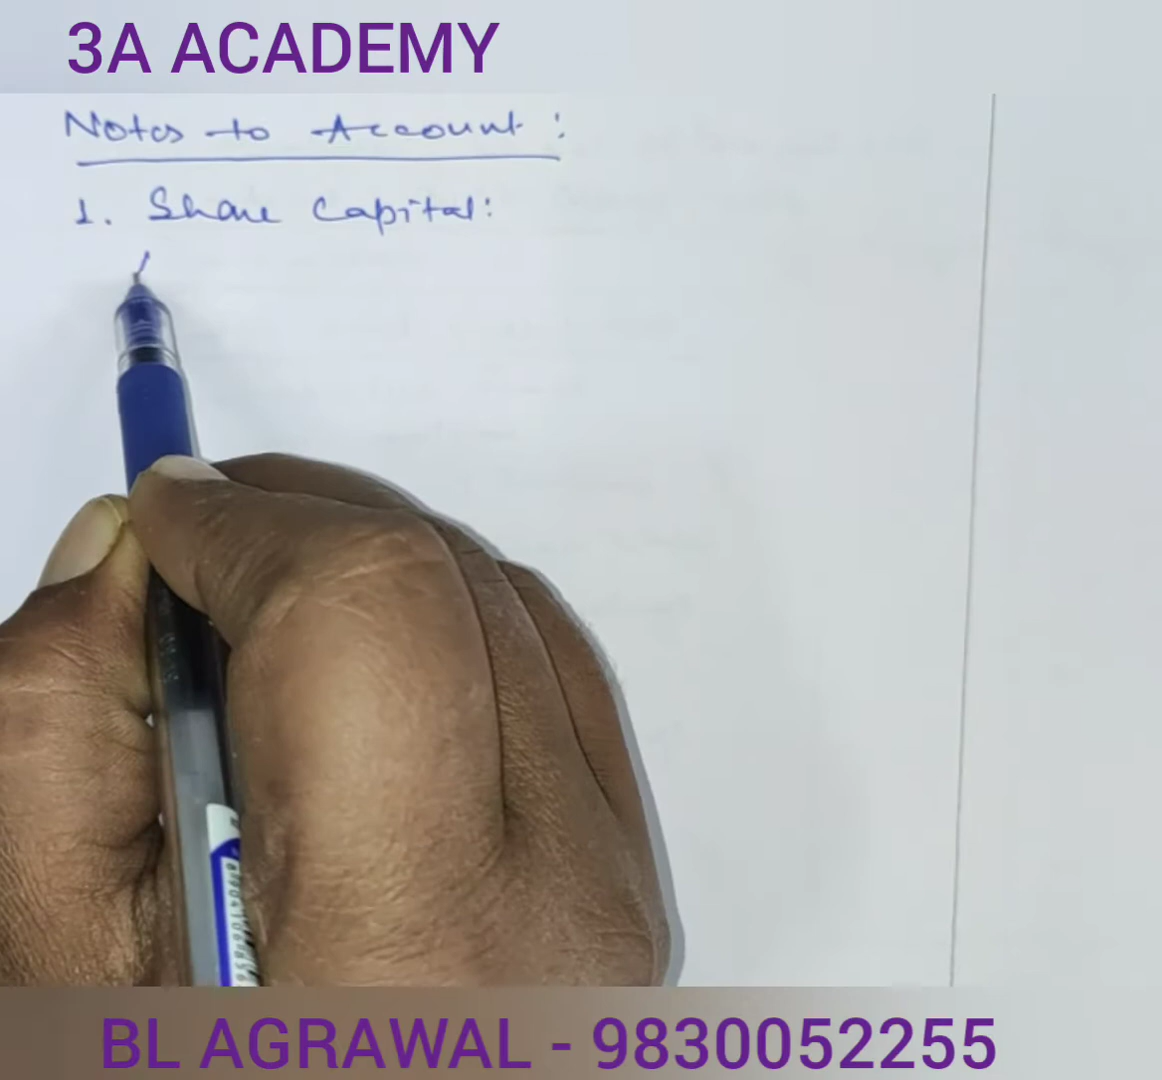 3A ACADEMY
Notes to Account :
1. Share Capital:
BL AGRAWAL - 9830052255